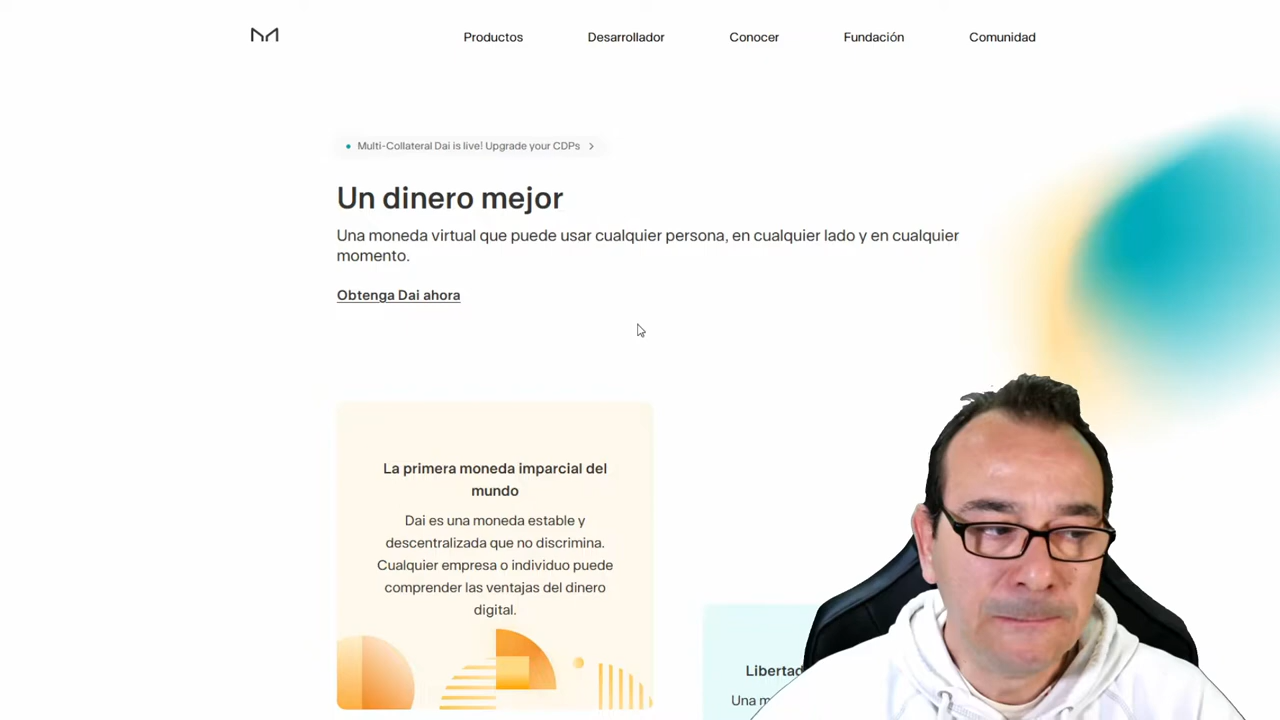 Productos Desarrollador Conocer Fundación Comunidad
Multi-Collateral Dai is live! Upgrade your CDPs
Un dinero mejor
Una moneda virtual que puede usar cualquier persona, en cualquier lado y en cualquier
momento.
Obtenga Dai ahora
La primera moneda imparcial del
mundo
Dai es una moneda estable y
descentralizada que no discrimina.
Cualquier empresa o individuo puede
comprender las ventajas del dinero
digital.
Libertad
Una